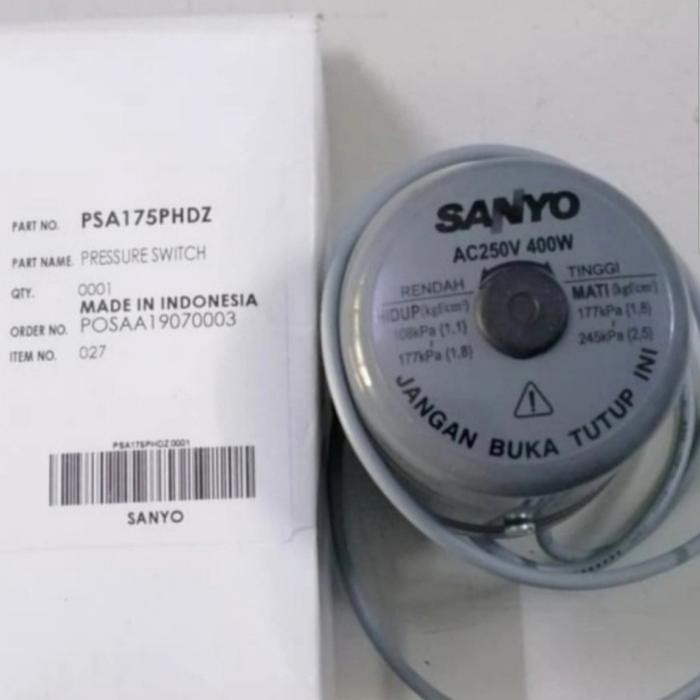 PART NO. PSA175PHDZ
PART NAME. PRESSURE SWITCH
QTY. 0001
MADE IN INDONESIA
ORDER NO. POSAA19070003
ITEM NO. 027
PSA175PHDZ0001
SANYO
SANYO
AC250V 400W
RENDAH TINGGI
HIDUP(kgf/cm²) MATI (kgf/cm²)
108kPa (1,1) 177kPa (1,8)
177kPa (1,8) 245kPa (2,5)
JANGAN BUKA TUTUP INI